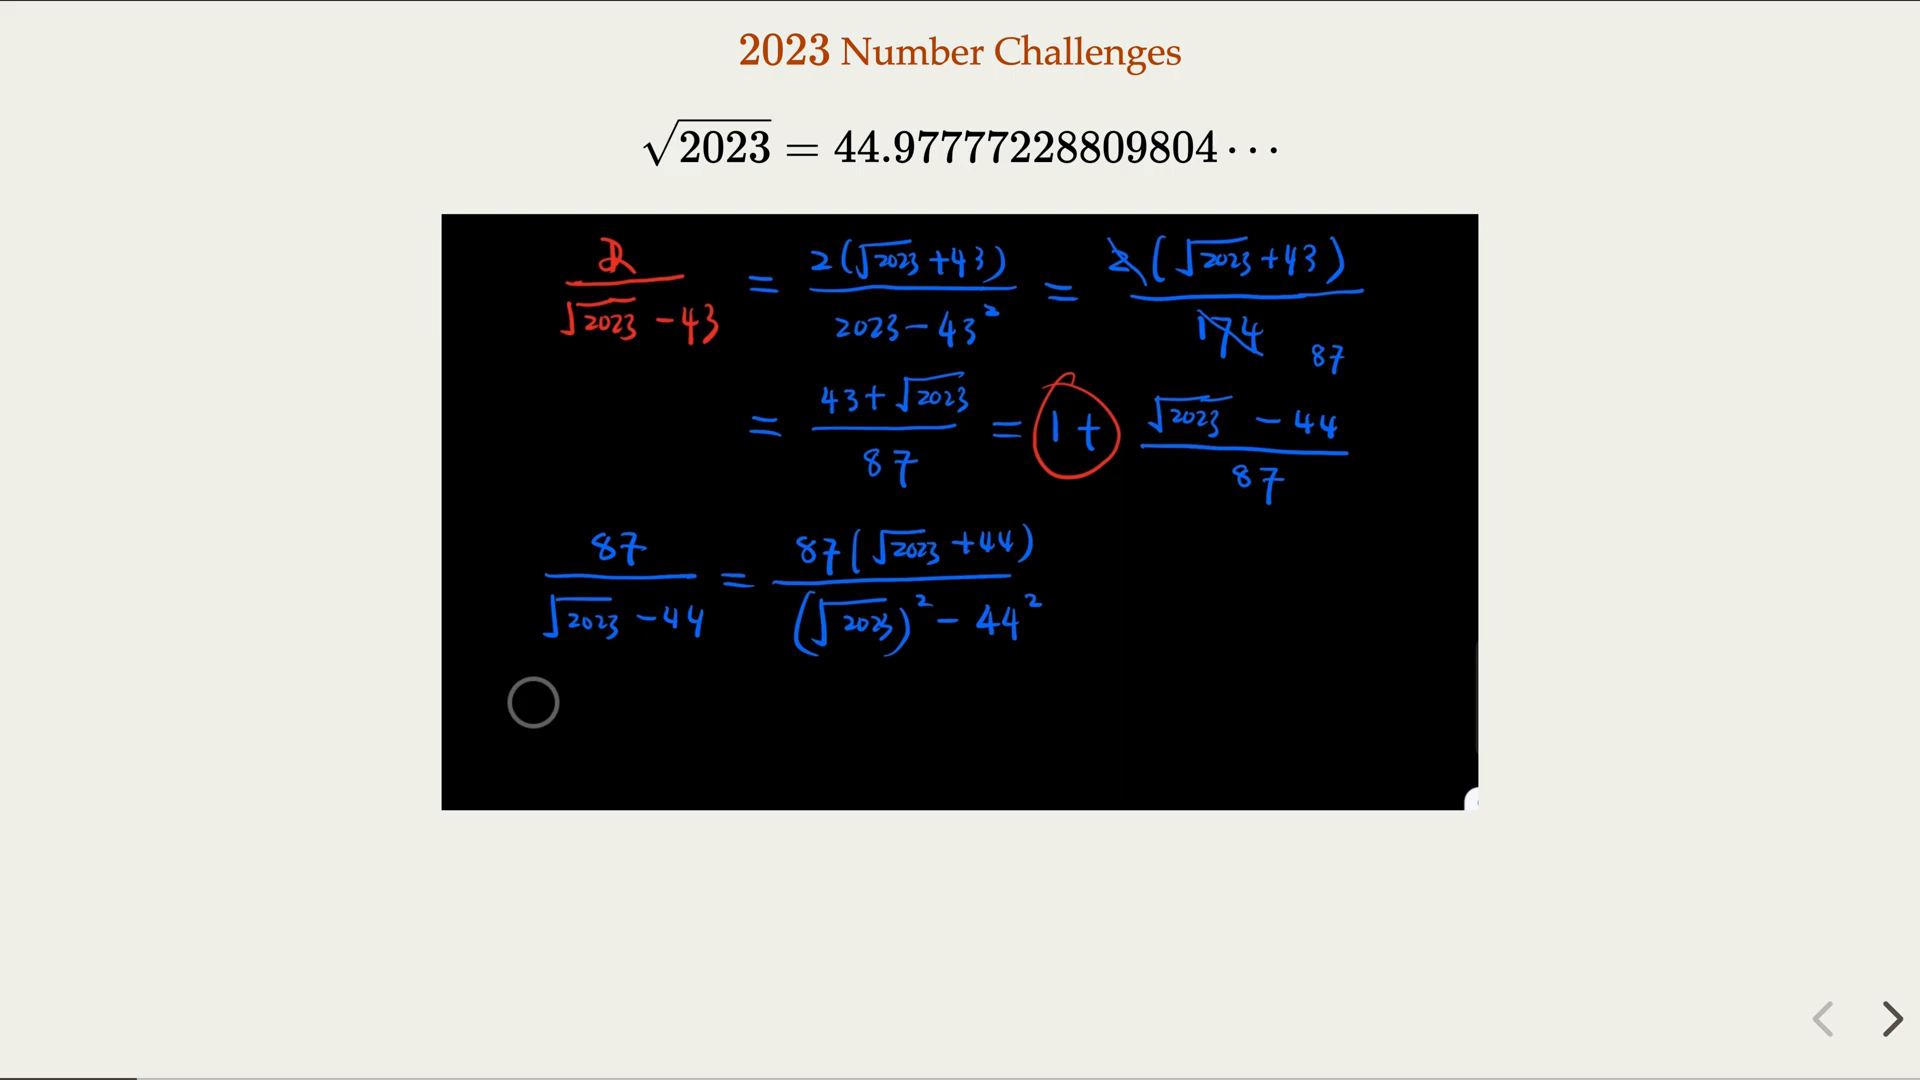 2023 Number Challenges
√2023 = 44.97777228809804 ···
2/(√2023 - 43) = 2(√2023 + 43)/(2023 - 43²) = 2(√2023 + 43)/174 87
= (43 + √2023)/87 = 1 + (√2023 - 44)/87
87/(√2023 - 44) = 87(√2023 + 44)/((√2023)² - 44²)